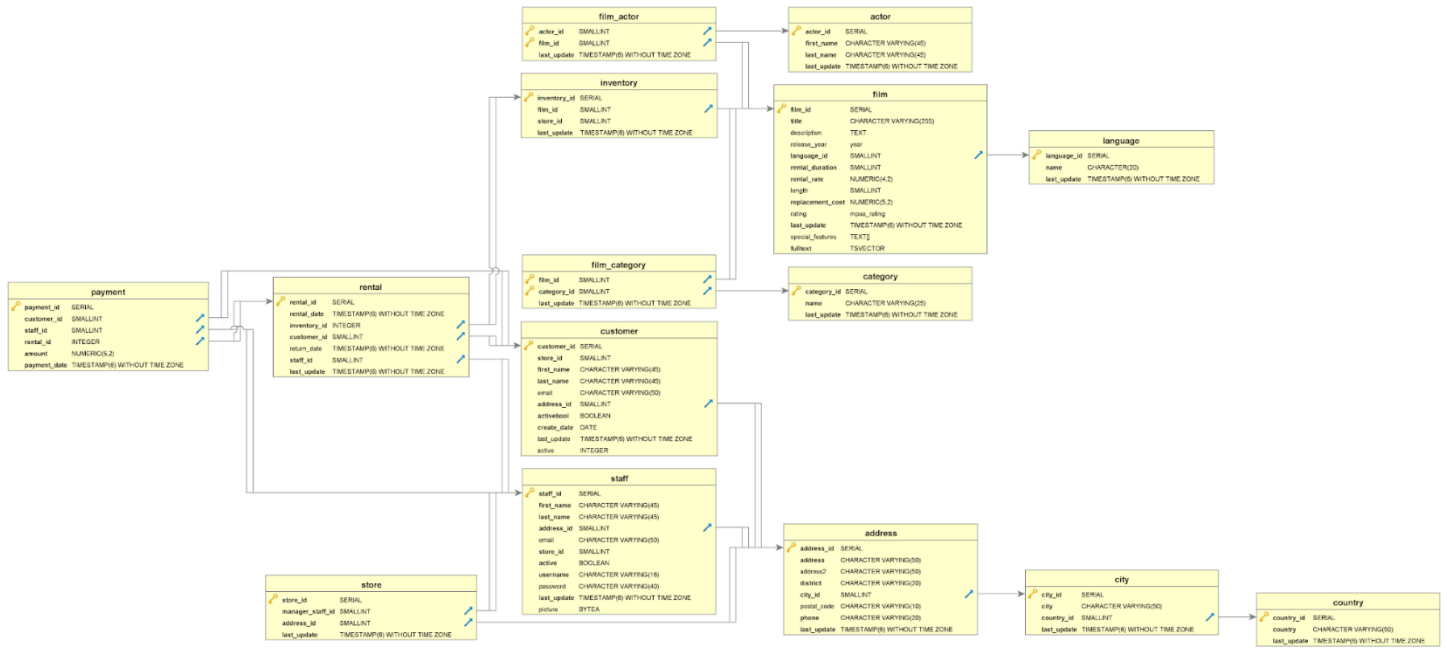 film_actor
actor_id SMALLINT
film_id SMALLINT
last_update TIMESTAMP(6) WITHOUT TIME ZONE
actor
actor_id SERIAL
first_name CHARACTER VARYING(45)
last_name CHARACTER VARYING(45)
last_update TIMESTAMP(6) WITHOUT TIME ZONE
inventory
inventory_id SERIAL
film_id SMALLINT
store_id SMALLINT
last_update TIMESTAMP(6) WITHOUT TIME ZONE
film
film_id SERIAL
title CHARACTER VARYING(255)
description TEXT
release_year year
language_id SMALLINT
rental_duration SMALLINT
rental_rate NUMERIC(4,2)
length SMALLINT
replacement_cost NUMERIC(5,2)
rating mpaa_rating
last_update TIMESTAMP(6) WITHOUT TIME ZONE
special_features TEXT[]
fulltext TSVECTOR
language
language_id SERIAL
name CHARACTER(20)
last_update TIMESTAMP(6) WITHOUT TIME ZONE
film_category
film_id SMALLINT
category_id SMALLINT
last_update TIMESTAMP(6) WITHOUT TIME ZONE
category
category_id SERIAL
name CHARACTER VARYING(25)
last_update TIMESTAMP(6) WITHOUT TIME ZONE
payment
payment_id SERIAL
customer_id SMALLINT
staff_id SMALLINT
rental_id INTEGER
amount NUMERIC(5,2)
payment_date TIMESTAMP(6) WITHOUT TIME ZONE
rental
rental_id SERIAL
rental_date TIMESTAMP(6) WITHOUT TIME ZONE
inventory_id INTEGER
customer_id SMALLINT
return_date TIMESTAMP(6) WITHOUT TIME ZONE
staff_id SMALLINT
last_update TIMESTAMP(6) WITHOUT TIME ZONE
customer
customer_id SERIAL
store_id SMALLINT
first_name CHARACTER VARYING(45)
last_name CHARACTER VARYING(45)
email CHARACTER VARYING(50)
address_id SMALLINT
activebool BOOLEAN
create_date DATE
last_update TIMESTAMP(6) WITHOUT TIME ZONE
active INTEGER
staff
staff_id SERIAL
first_name CHARACTER VARYING(45)
last_name CHARACTER VARYING(45)
address_id SMALLINT
email CHARACTER VARYING(50)
store_id SMALLINT
active BOOLEAN
username CHARACTER VARYING(16)
password CHARACTER VARYING(40)
last_update TIMESTAMP(6) WITHOUT TIME ZONE
picture BYTEA
store
store_id SERIAL
manager_staff_id SMALLINT
address_id SMALLINT
last_update TIMESTAMP(6) WITHOUT TIME ZONE
address
address_id SERIAL
address CHARACTER VARYING(50)
address2 CHARACTER VARYING(50)
district CHARACTER VARYING(20)
city_id SMALLINT
postal_code CHARACTER VARYING(10)
phone CHARACTER VARYING(20)
last_update TIMESTAMP(6) WITHOUT TIME ZONE
city
city_id SERIAL
city CHARACTER VARYING(50)
country_id SMALLINT
last_update TIMESTAMP(6) WITHOUT TIME ZONE
country
country_id SERIAL
country CHARACTER VARYING(50)
last_update TIMESTAMP(6) WITHOUT TIME ZONE